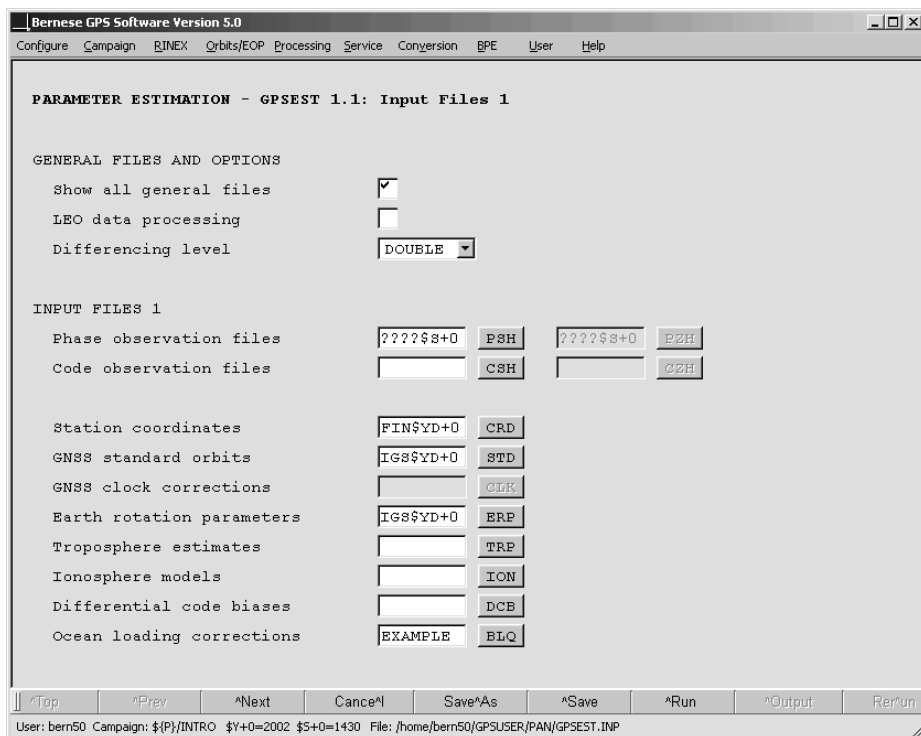 Bernese GPS Software Version 5.0
Configure Campaign RINEX Orbits/EOP Processing Service Conversion BPE User Help
PARAMETER ESTIMATION - GPSEST 1.1: Input Files 1
GENERAL FILES AND OPTIONS
Show all general files
LEO data processing
Differencing level DOUBLE
INPUT FILES 1
Phase observation files ????$S+0 PSH ????$S+0 PZH
Code observation files CSH CZH
Station coordinates FIN$YD+0 CRD
GNSS standard orbits IGS$YD+0 STD
GNSS clock corrections CLK
Earth rotation parameters IGS$YD+0 ERP
Troposphere estimates TRP
Ionosphere models ION
Differential code biases DCB
Ocean loading corrections EXAMPLE BLQ
^Top ^Prev ^Next Cance^l Save^As ^Save ^Run ^Output Rer^un
User: bern50 Campaign: ${P}/INTRO $Y+0=2002 $S+0=1430 File: /home/bern50/GPSUSER/PAN/GPSEST.INP